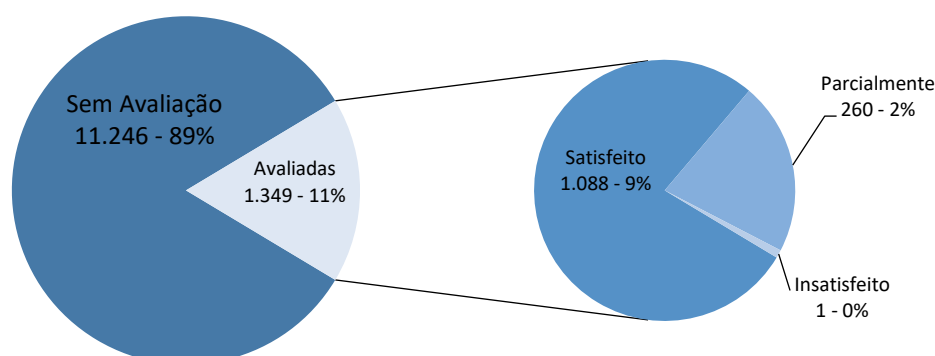 Sem Avaliação
11.246 - 89%
Avaliadas
1.349 - 11%
Satisfeito
1.088 - 9%
Parcialmente
260 - 2%
Insatisfeito
1 - 0%